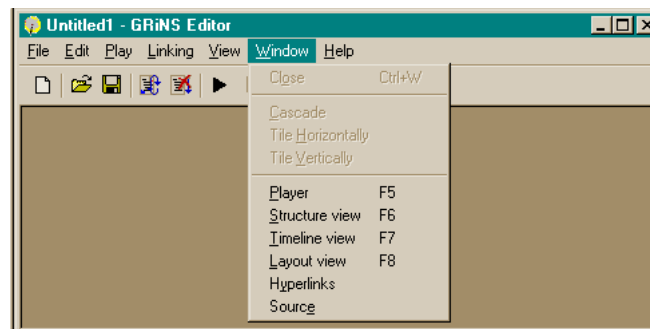 Untitled1 - GRiNS Editor
File Edit Play Linking View Window Help
Close Ctrl+W
Cascade
Tile Horizontally
Tile Vertically
Player F5
Structure view F6
Timeline view F7
Layout view F8
Hyperlinks
Source